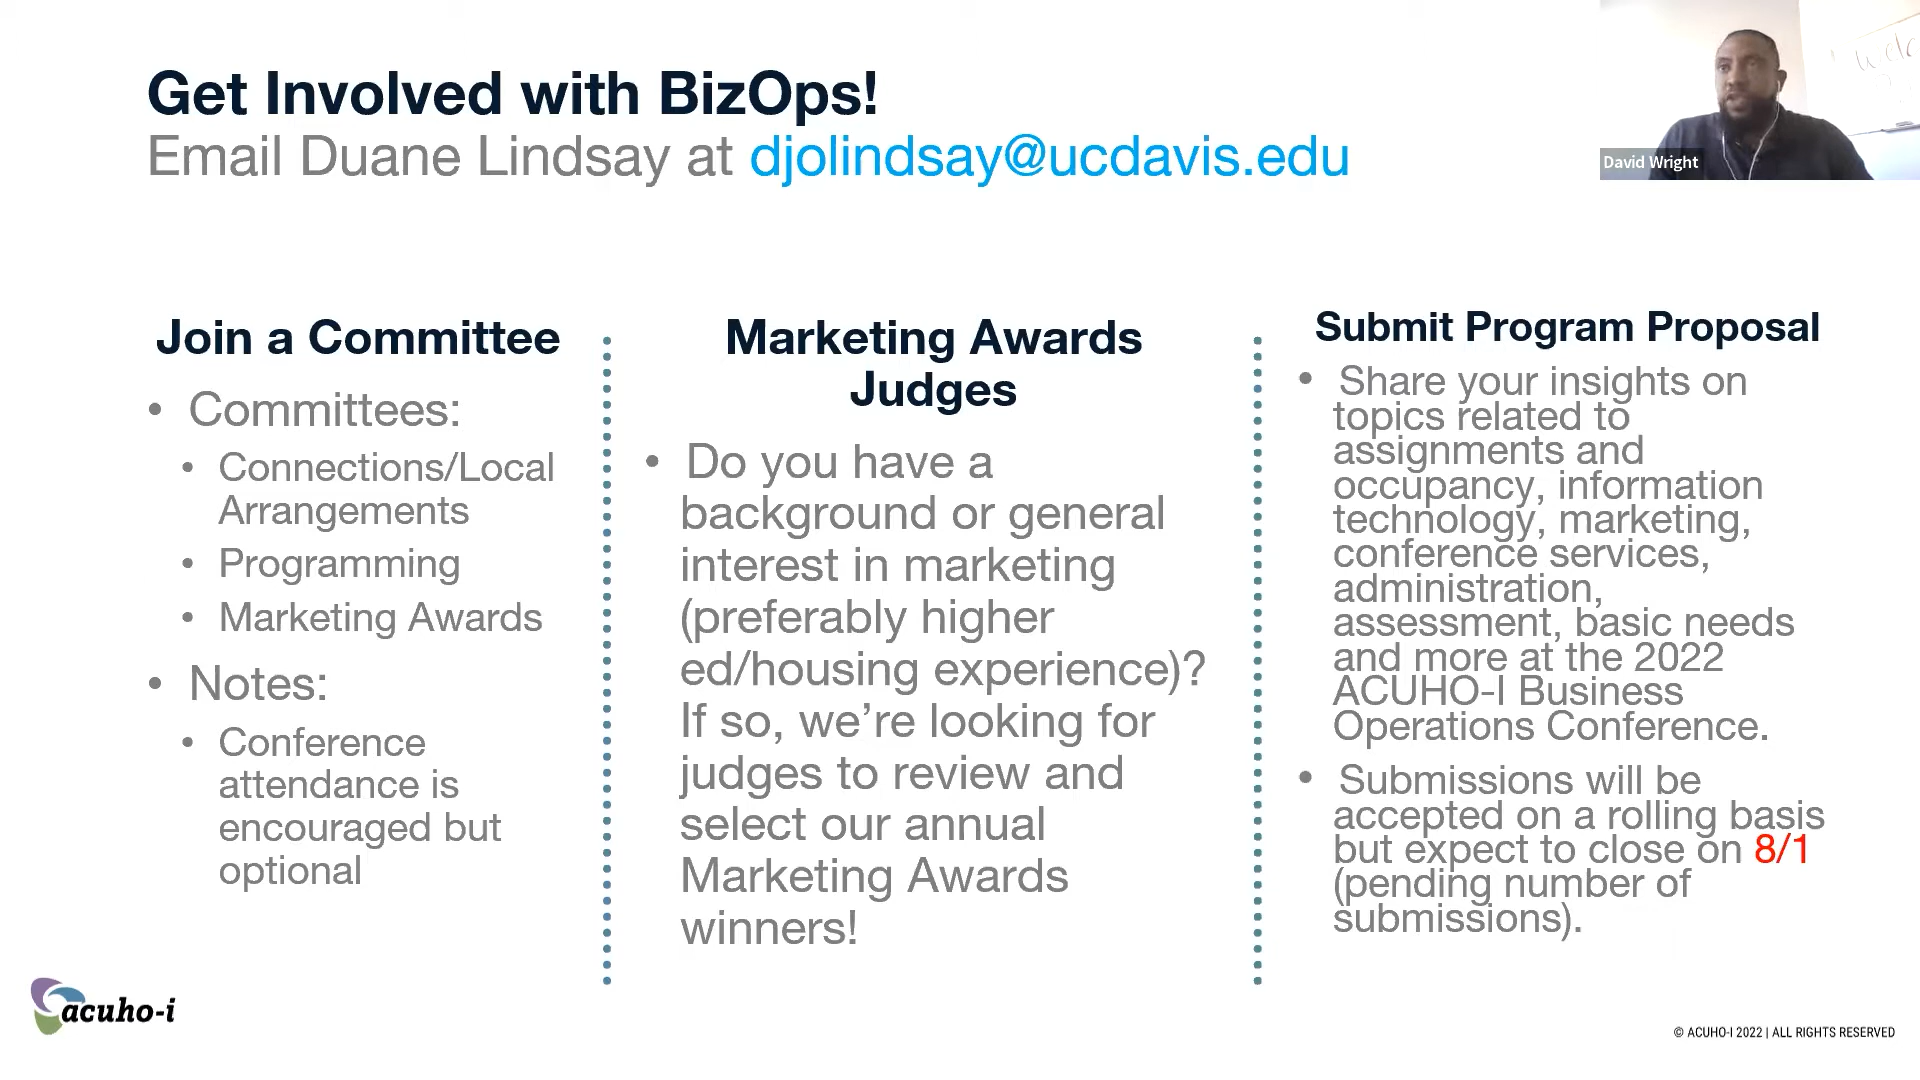 Get Involved with BizOps!
Email Duane Lindsay at djolindsay@ucdavis.edu
David Wright
Join a Committee
• Committees:
• Connections/Local
Arrangements
• Programming
• Marketing Awards
• Notes:
• Conference
attendance is
encouraged but
optional
Marketing Awards
Judges
• Do you have a
background or general
interest in marketing
(preferably higher
ed/housing experience)?
If so, we’re looking for
judges to review and
select our annual
Marketing Awards
winners!
Submit Program Proposal
• Share your insights on
topics related to
assignments and
occupancy, information
technology, marketing,
conference services,
administration,
assessment, basic needs
and more at the 2022
ACUHO-I Business
Operations Conference.
• Submissions will be
accepted on a rolling basis
but expect to close on 8/1
(pending number of
submissions).
acuho-i
© ACUHO-I 2022 | ALL RIGHTS RESERVED